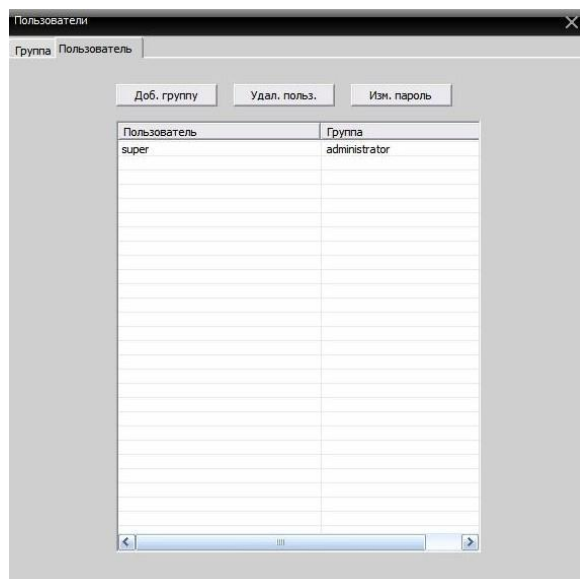 Пользователи
Группа Пользователь
Доб. группу Удал. польз. Изм. пароль
Пользователь Группа
super administrator